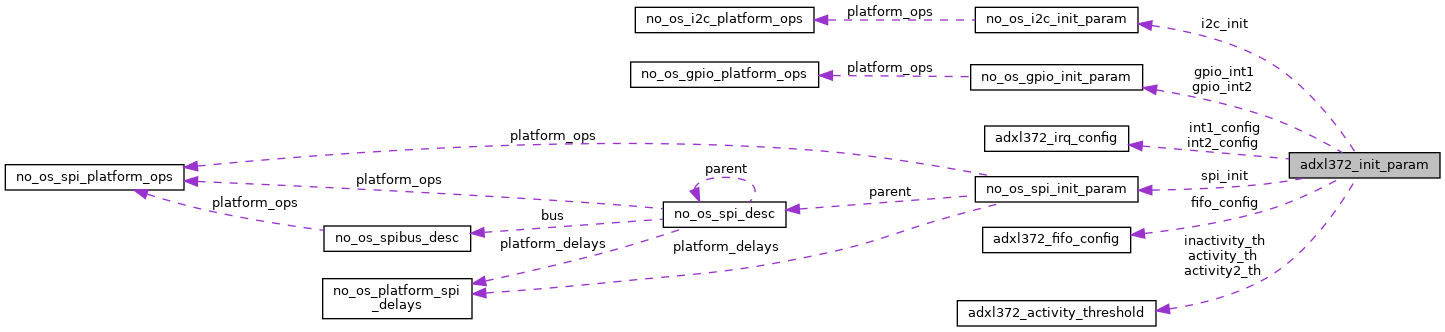 no_os_i2c_platform_ops
platform_ops
no_os_i2c_init_param
i2c_init
no_os_gpio_platform_ops
platform_ops
no_os_gpio_init_param
gpio_int1
gpio_int2
adxl372_irq_config
int1_config
int2_config
adxl372_init_param
no_os_spi_platform_ops
platform_ops
platform_ops
platform_ops
parent
no_os_spi_desc
parent
no_os_spi_init_param
spi_init
bus
no_os_spibus_desc
platform_delays
platform_delays
no_os_platform_spi
_delays
fifo_config
adxl372_fifo_config
inactivity_th
activity_th
activity2_th
adxl372_activity_threshold